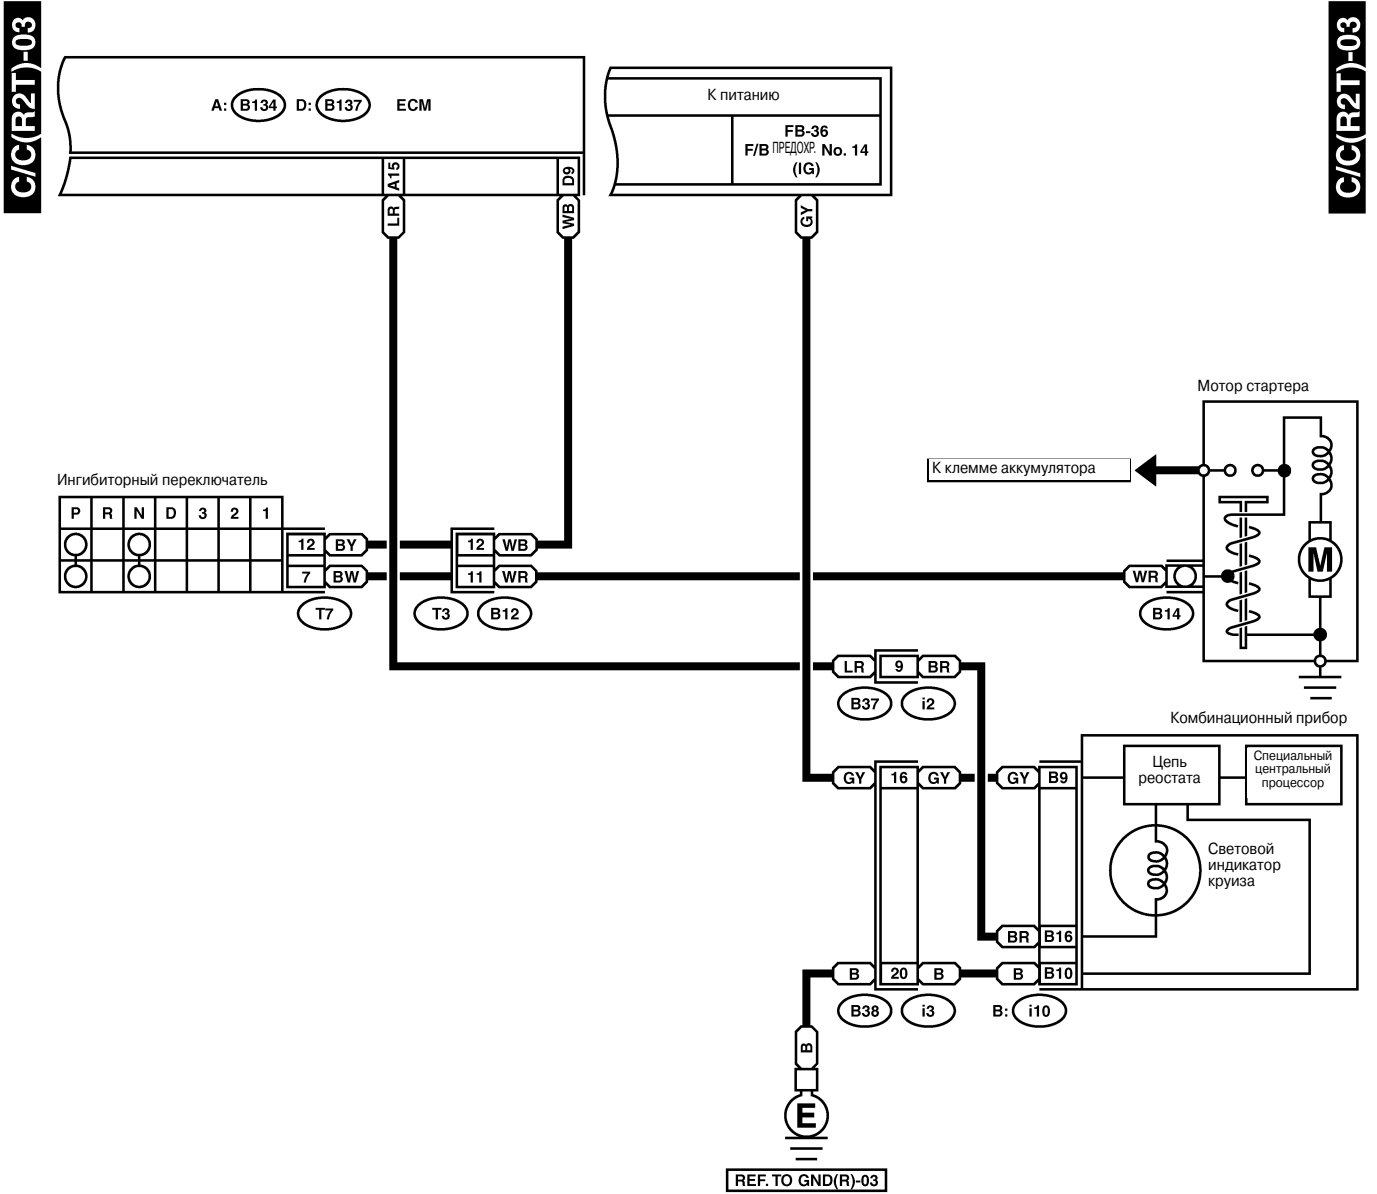 C/C(R2T)-03
C/C(R2T)-03
A: B134 D: B137 ECM
К питанию
FB-36
F/B ПРЕДОХР. No. 14
(IG)
A15
D9
LR
WB
GY
Мотор стартера
К клемме аккумулятора
Ингибиторный переключатель
P R N D 3 2 1
12 BY 12 WB
7 BW 11 WR
WR
M
T7 T3 B12
B14
LR 9 BR
B37 i2
Комбинационный прибор
Цепь
реостата
Специальный
центральный
процессор
GY 16 GY GY B9
Световой
индикатор
круиза
BR B16
B 20 B B B10
B38 i3 B: i10
B
E
REF. TO GND(R)-03